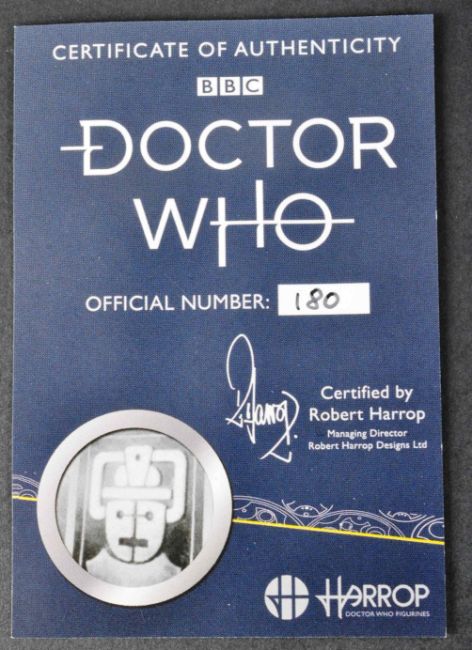 CERTIFICATE OF AUTHENTICITY
BBC
DOCTOR
WHO
OFFICIAL NUMBER: 180
Certified by
Robert Harrop
Managing Director
Robert Harrop Designs Ltd
HARROP
DOCTOR WHO FIGURINES